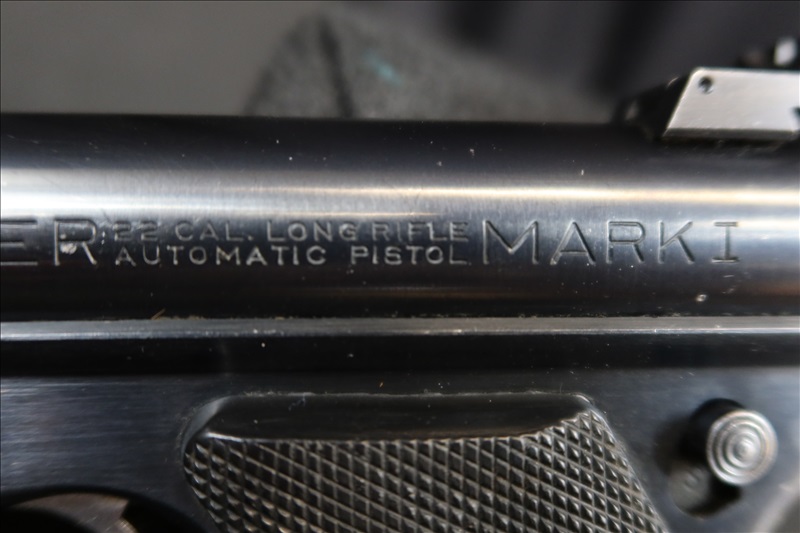 ER 22 CAL. LONG RIFLE MARK I
AUTOMATIC PISTOL